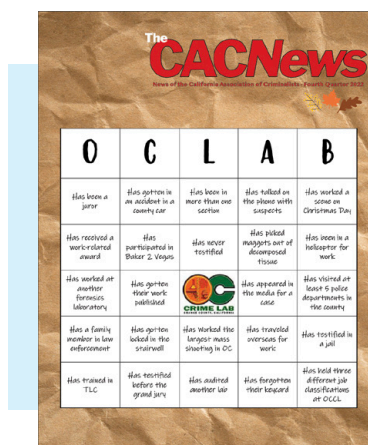 The
CACNews
News of the California Association of Criminalists · Fourth Quarter 2022
O C L A B
Has been a
juror
Has gotten in
an accident in a
county car
Has been in
more than one
section
Has talked on
the phone with
suspects
Has worked a
scene on
Christmas Day
Has received a
work-related
award
Has
participated in
Baker 2 Vegas
Has never
testified
Has picked
maggots out of
decomposed
tissue
Has been in a
helicopter for
work
Has worked at
another
forensics
laboratory
Has gotten
their work
published
OC
CRIME LAB
ORANGE COUNTY, CALIFORNIA
Has appeared in
the media for a
case
Has visited at
least 5 police
departments in
the county
Has a family
member in law
enforcement
Has gotten
locked in the
stairwell
Has Worked the
largest mass
shooting in OC
Has traveled
overseas for
work
Has testified in
a jail
Has trained in
TLC
Has testified
before the
grand jury
Has audited
another lab
Has forgotten
their keycard
Has held three
different job
classifications
at OCCL